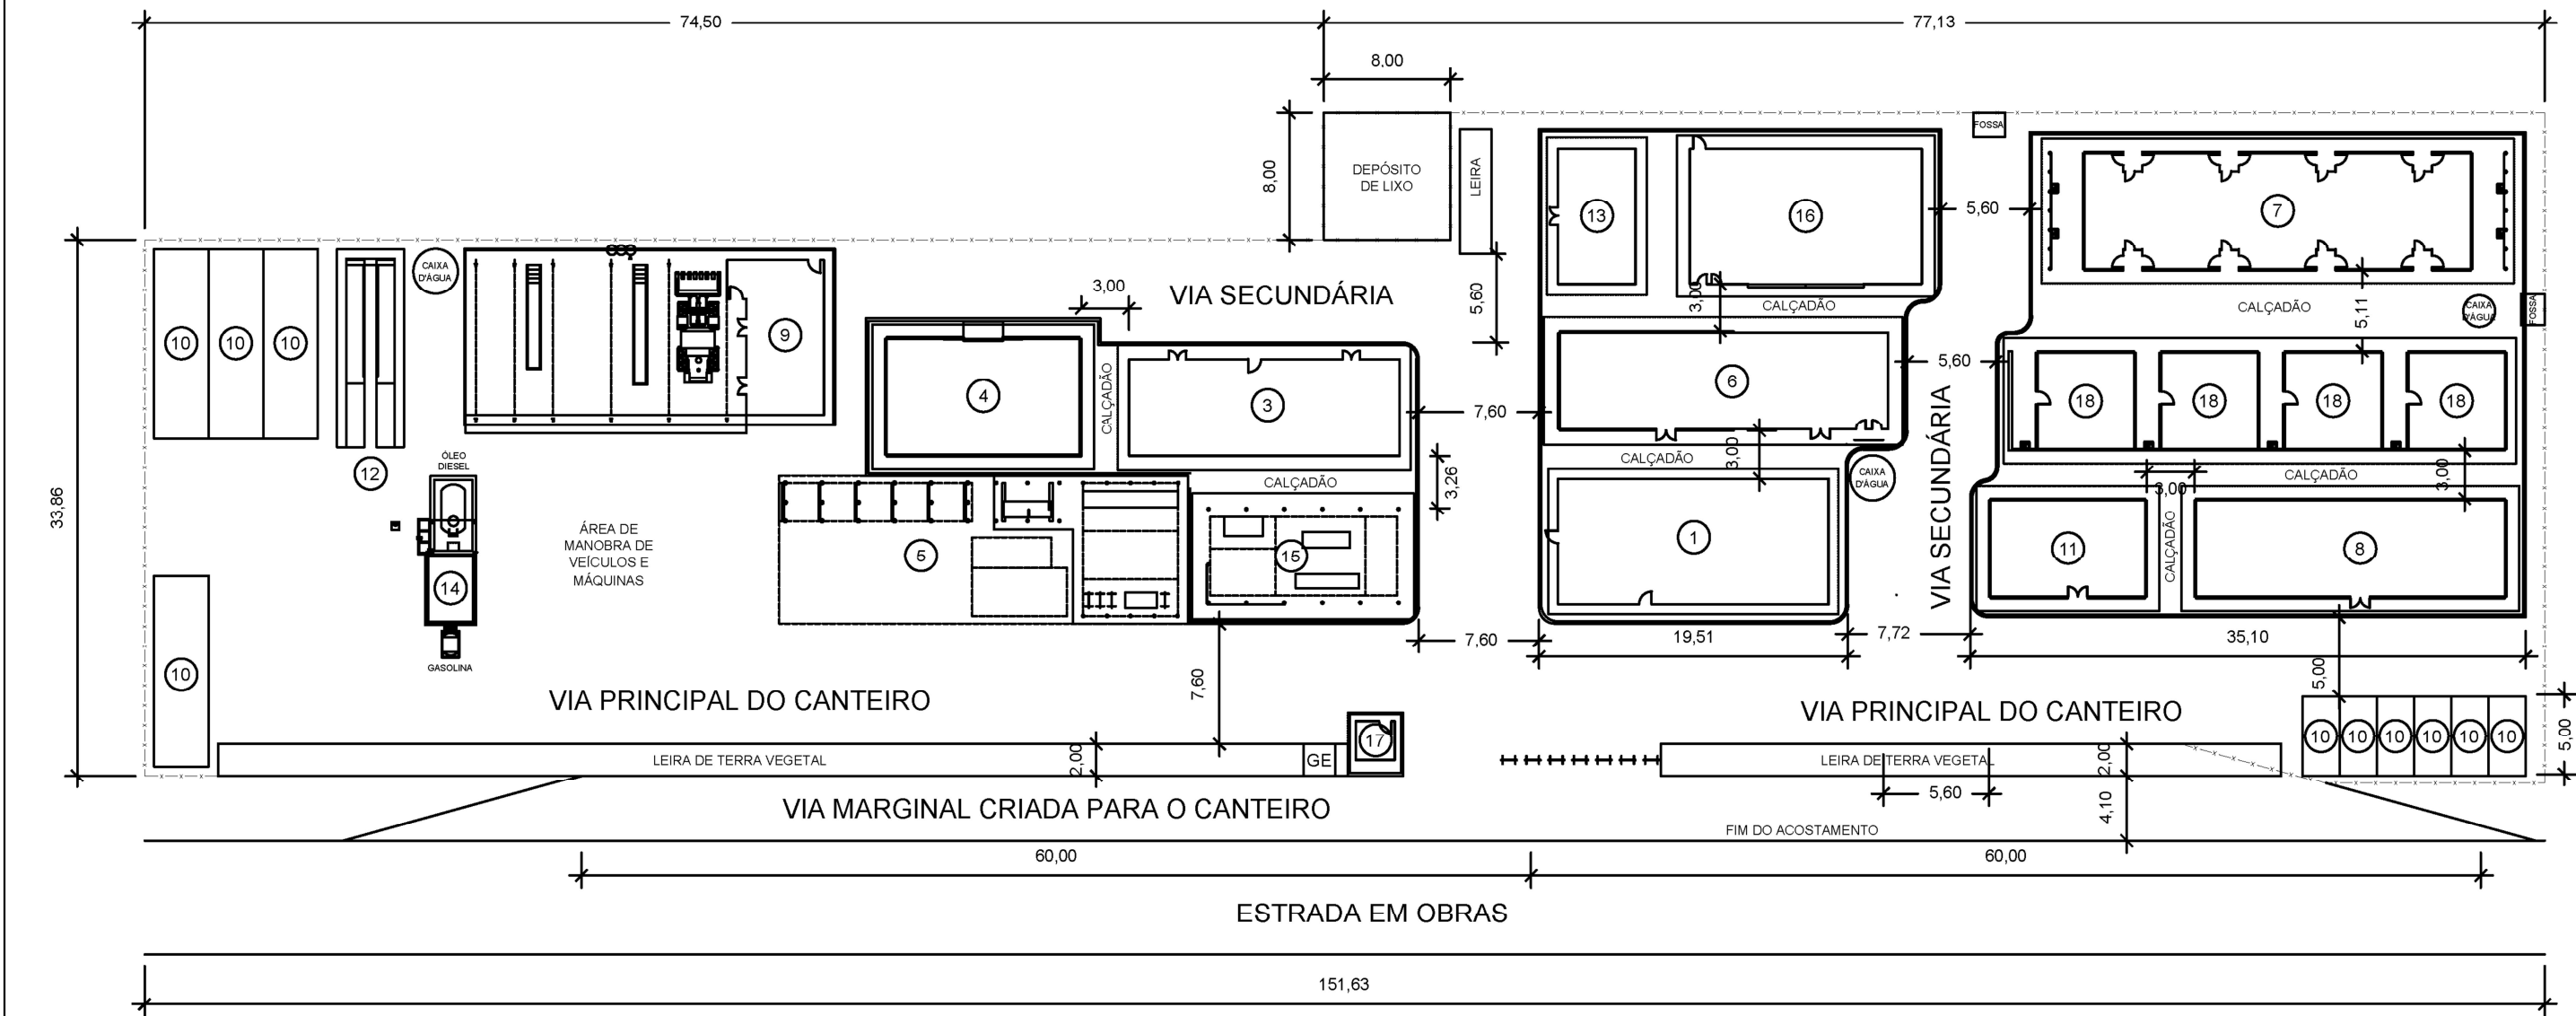 74,50
77,13
8,00
8,00
DEPÓSITO
DE LIXO
LEIRA
FOSSA
13
16
5,60
7
CAIXA
D'ÁGUA
3,00
VIA SECUNDÁRIA
5,60
3,00
CALÇADÃO
CALÇADÃO
5,11
CAIXA
D'ÁGUA
FOSSA
10
10
10
9
4
CALÇADÃO
3
7,60
6
5,60
VIA SECUNDÁRIA
18
18
18
18
33,86
12
ÓLEO
DIESEL
CALÇADÃO
3,26
CALÇADÃO
3,00
CAIXA
D'ÁGUA
CALÇADÃO
3,00
3,00
ÁREA DE
MANOBRA DE
VEÍCULOS E
MÁQUINAS
5
15
1
11
CALÇADÃO
8
14
GASOLINA
10
7,60
19,51
7,72
35,10
VIA PRINCIPAL DO CANTEIRO
7,60
5,00
VIA PRINCIPAL DO CANTEIRO
17
10
10
10
10
10
10
5,00
LEIRA DE TERRA VEGETAL
2,00
GE
LEIRA DE TERRA VEGETAL
2,00
5,60
4,10
VIA MARGINAL CRIADA PARA O CANTEIRO
FIM DO ACOSTAMENTO
60,00
60,00
ESTRADA EM OBRAS
151,63